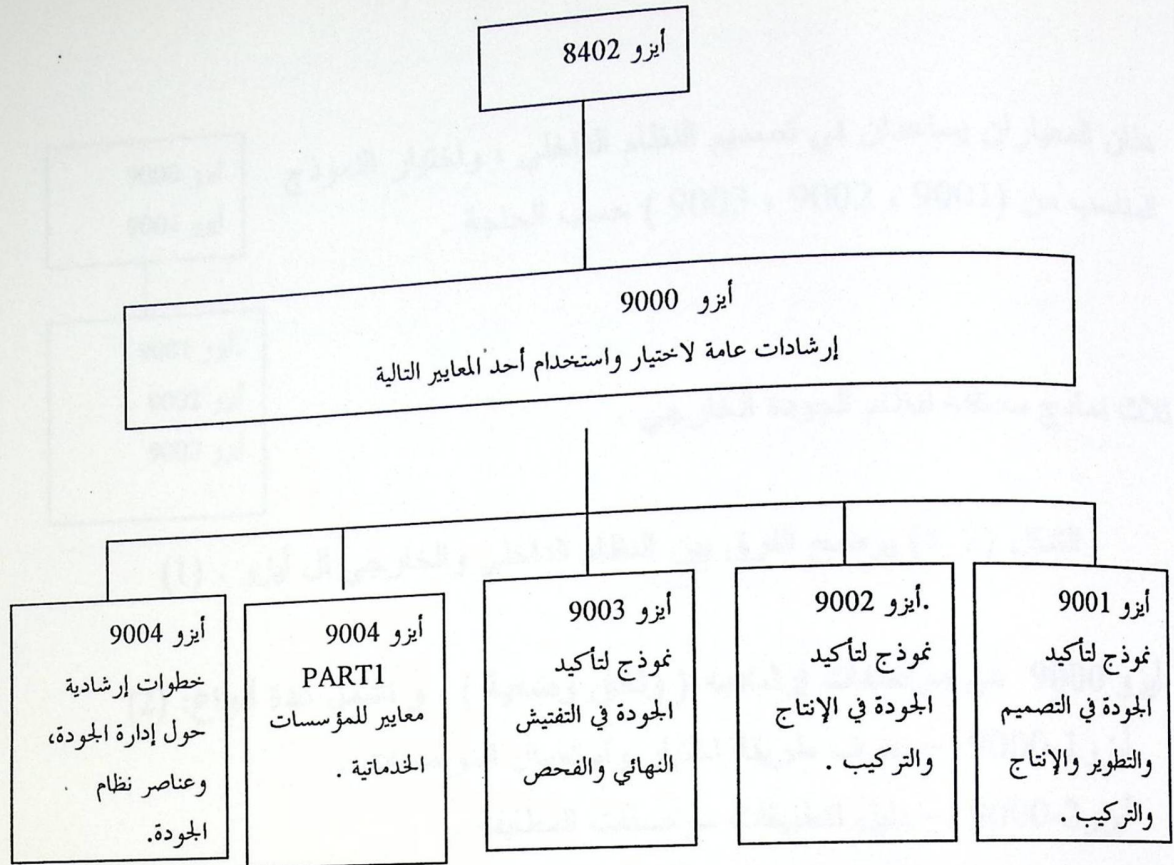 أيزو 8402
أيزو 9000
إرشادات عامة لاختيار واستخدام أحد المعايير التالية
أيزو 9001
نموذج لتأكيد
الجودة في التصميم
والتطوير والإنتاج
والتركيب .
.أيزو 9002
نموذج لتأكيد
الجودة في الإنتاج
والتركيب .
أيزو 9003
نموذج لتأكيد
الجودة في التفتيش
النهائي والفحص
أيزو 9004
PART1
معايير للمؤسسات
الخدماتية .
أيزو 9004
خطوات إرشادية
حول إدارة الجودة،
وعناصر نظام
الجودة.